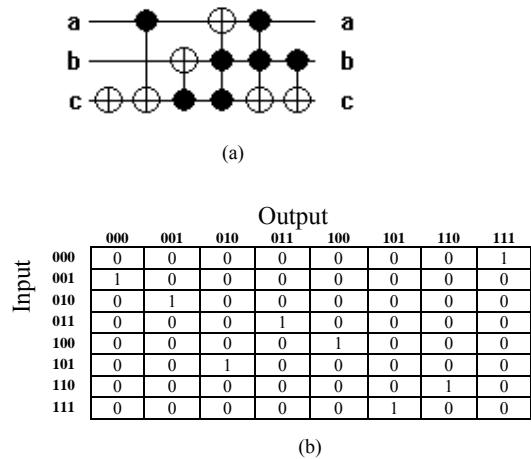 a a
b b
c c
(a)
Output
000 001 010 011 100 101 110 111
Input
000 0 0 0 0 0 0 0 1
001 1 0 0 0 0 0 0 0
010 0 1 0 0 0 0 0 0
011 0 0 0 1 0 0 0 0
100 0 0 0 0 1 0 0 0
101 0 0 1 0 0 0 0 0
110 0 0 0 0 0 0 1 0
111 0 0 0 0 0 1 0 0
(b)